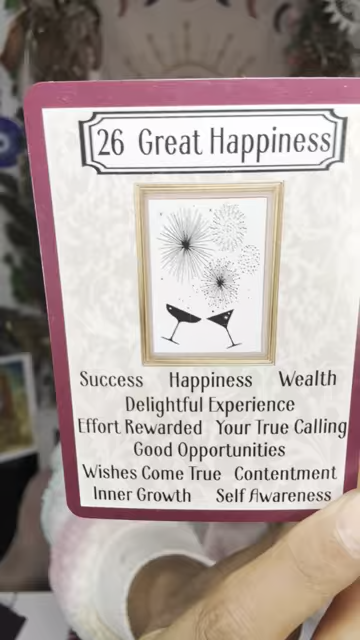 26 Great Happiness
Success Happiness Wealth
Delightful Experience
Effort Rewarded Your True Calling
Good Opportunities
Wishes Come True Contentment
Inner Growth Self Awareness